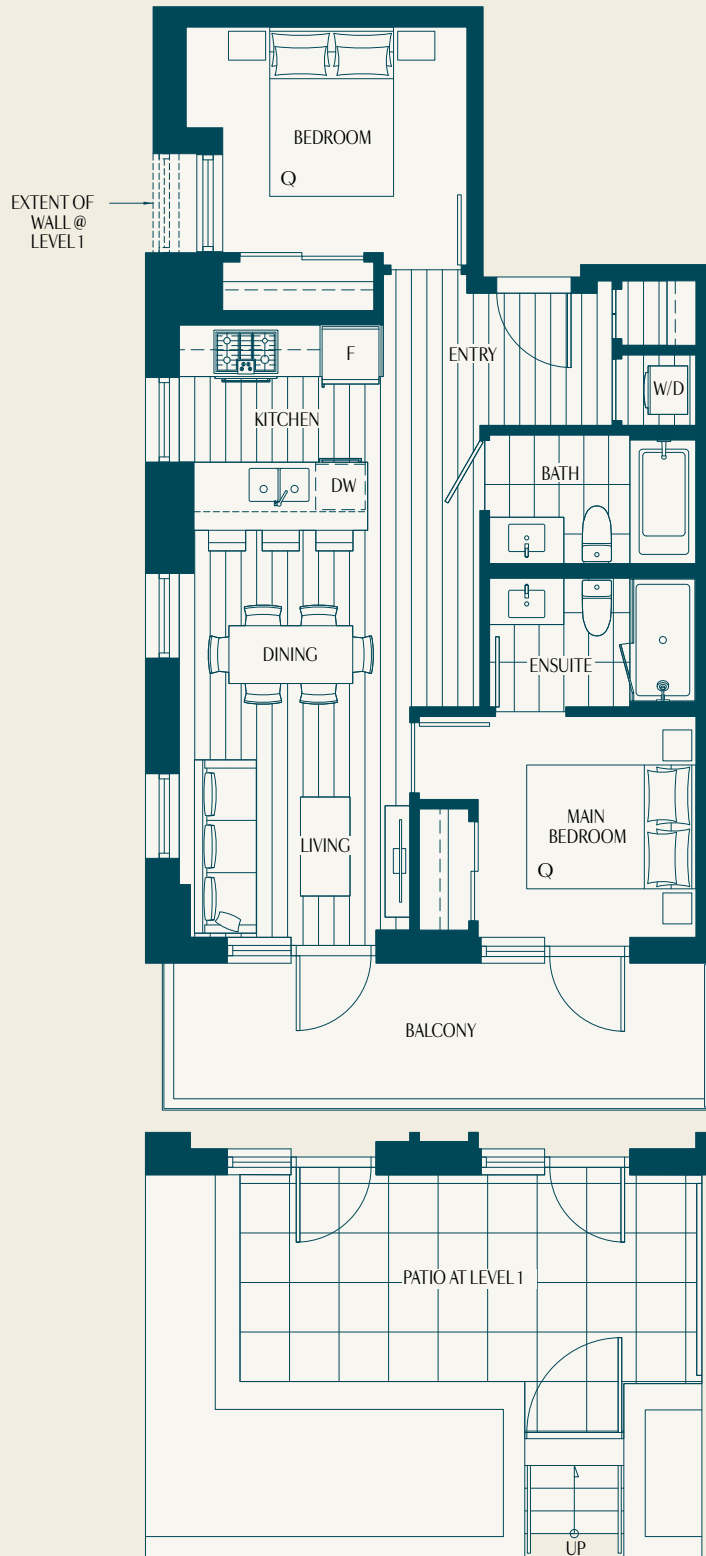 BEDROOM
Q
EXTENT OF
WALL @
LEVEL 1
F
ENTRY
W/D
KITCHEN
DW
BATH
DINING
ENSUITE
LIVING
MAIN
BEDROOM
Q
BALCONY
PATIO AT LEVEL 1
UP